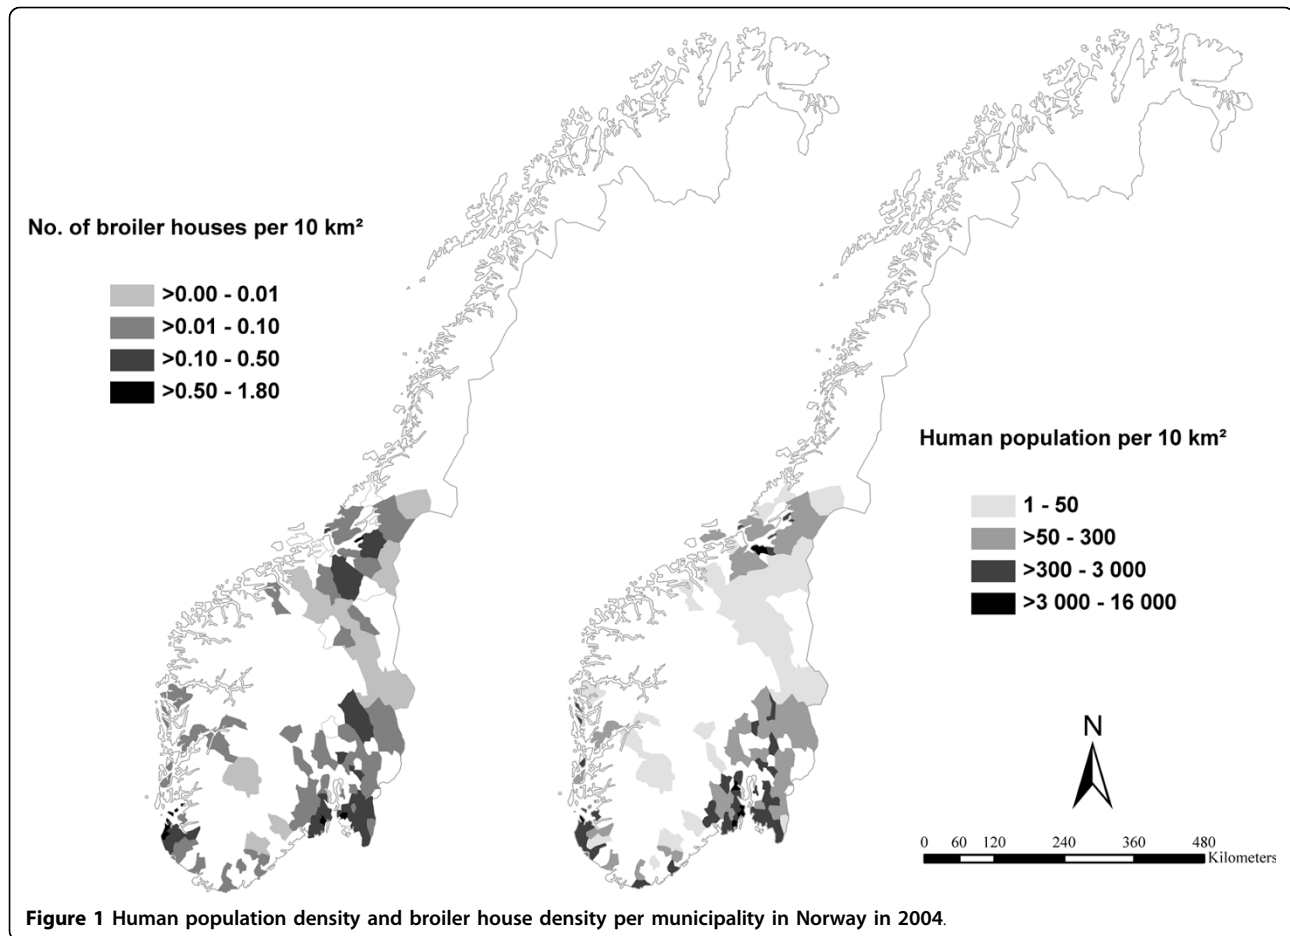 No. of broiler houses per 10 km²
>0.00 - 0.01
>0.01 - 0.10
>0.10 - 0.50
>0.50 - 1.80
Human population per 10 km²
1 - 50
>50 - 300
>300 - 3 000
>3 000 - 16 000
N
0 60 120 240 360 480
Kilometers
Figure 1 Human population density and broiler house density per municipality in Norway in 2004.